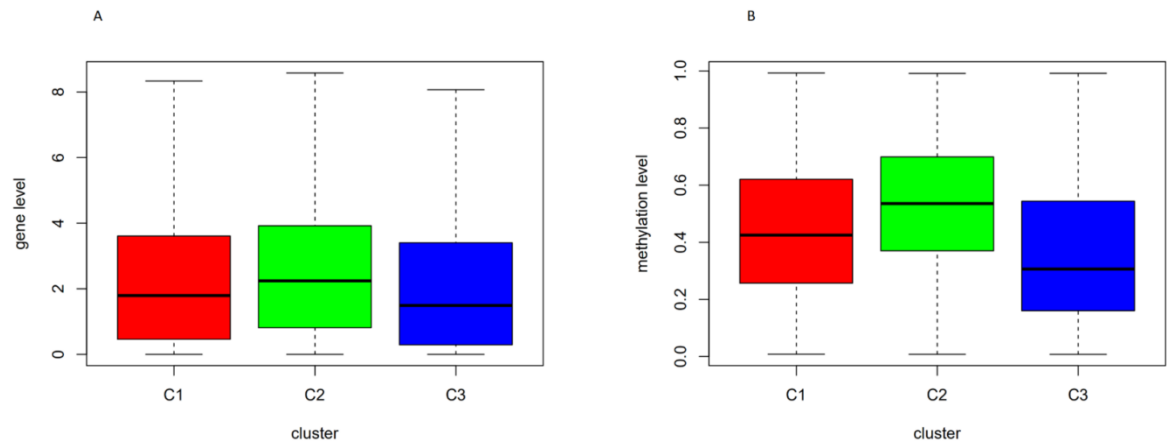 A
gene level
8
6
4
2
0
C1 C2 C3
cluster
B
methylation level
1.0
0.8
0.6
0.4
0.2
0.0
C1 C2 C3
cluster